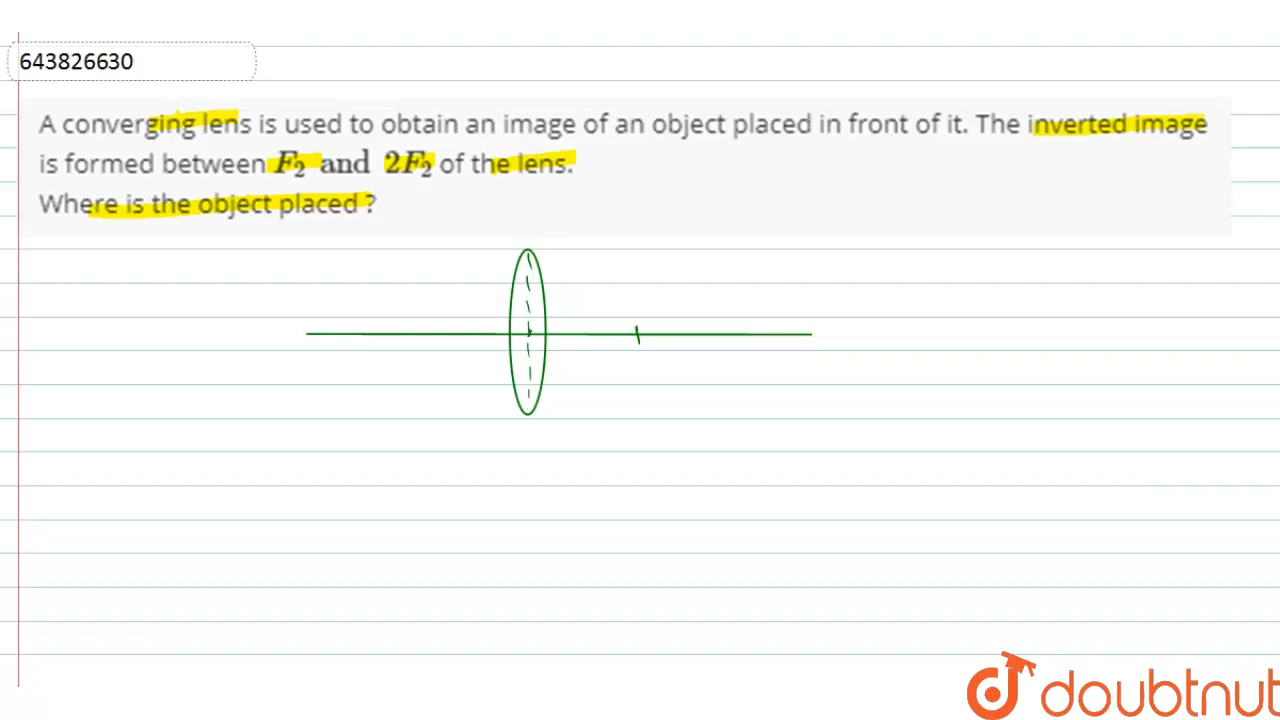 643826630
A converging lens is used to obtain an image of an object placed in front of it. The inverted image
is formed between F₂ and 2F₂ of the lens.
Where is the object placed ?
doubtnut